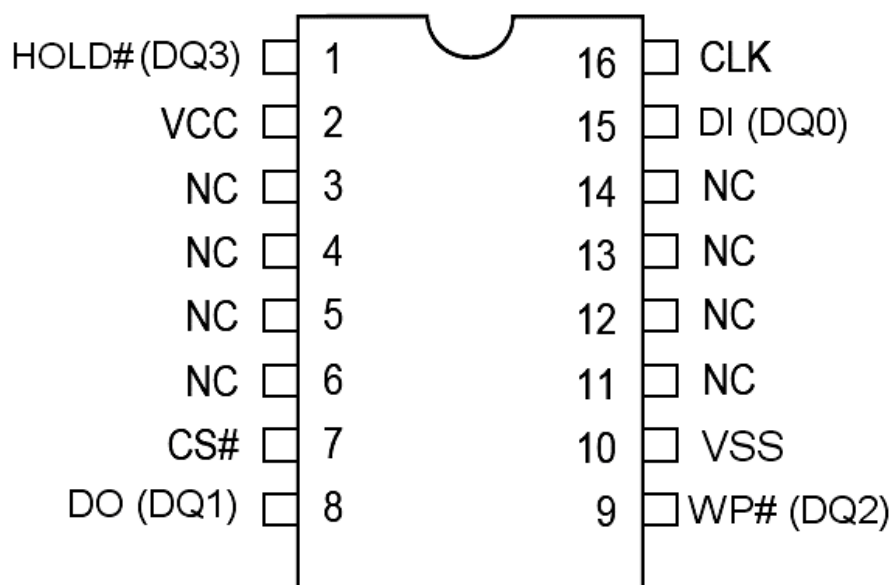 HOLD# (DQ3) 1 16 CLK
VCC 2 15 DI (DQ0)
NC 3 14 NC
NC 4 13 NC
NC 5 12 NC
NC 6 11 NC
CS# 7 10 VSS
DO (DQ1) 8 9 WP# (DQ2)